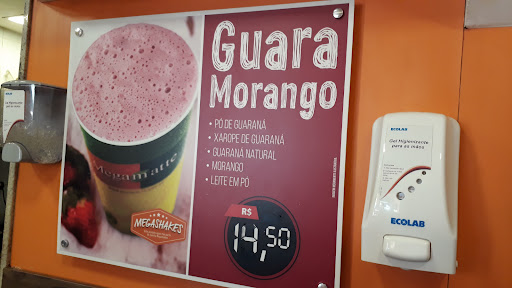 Guara
Morango
• PÓ DE GUARANÁ
• XAROPE DE GUARANÁ
• GUARANÁ NATURAL
• MORANGO
• LEITE EM PÓ
R$
14,50
Megamatte
MEGASHAKES
ECOLAB
Gel Higienizante
para as mãos
ECOLAB